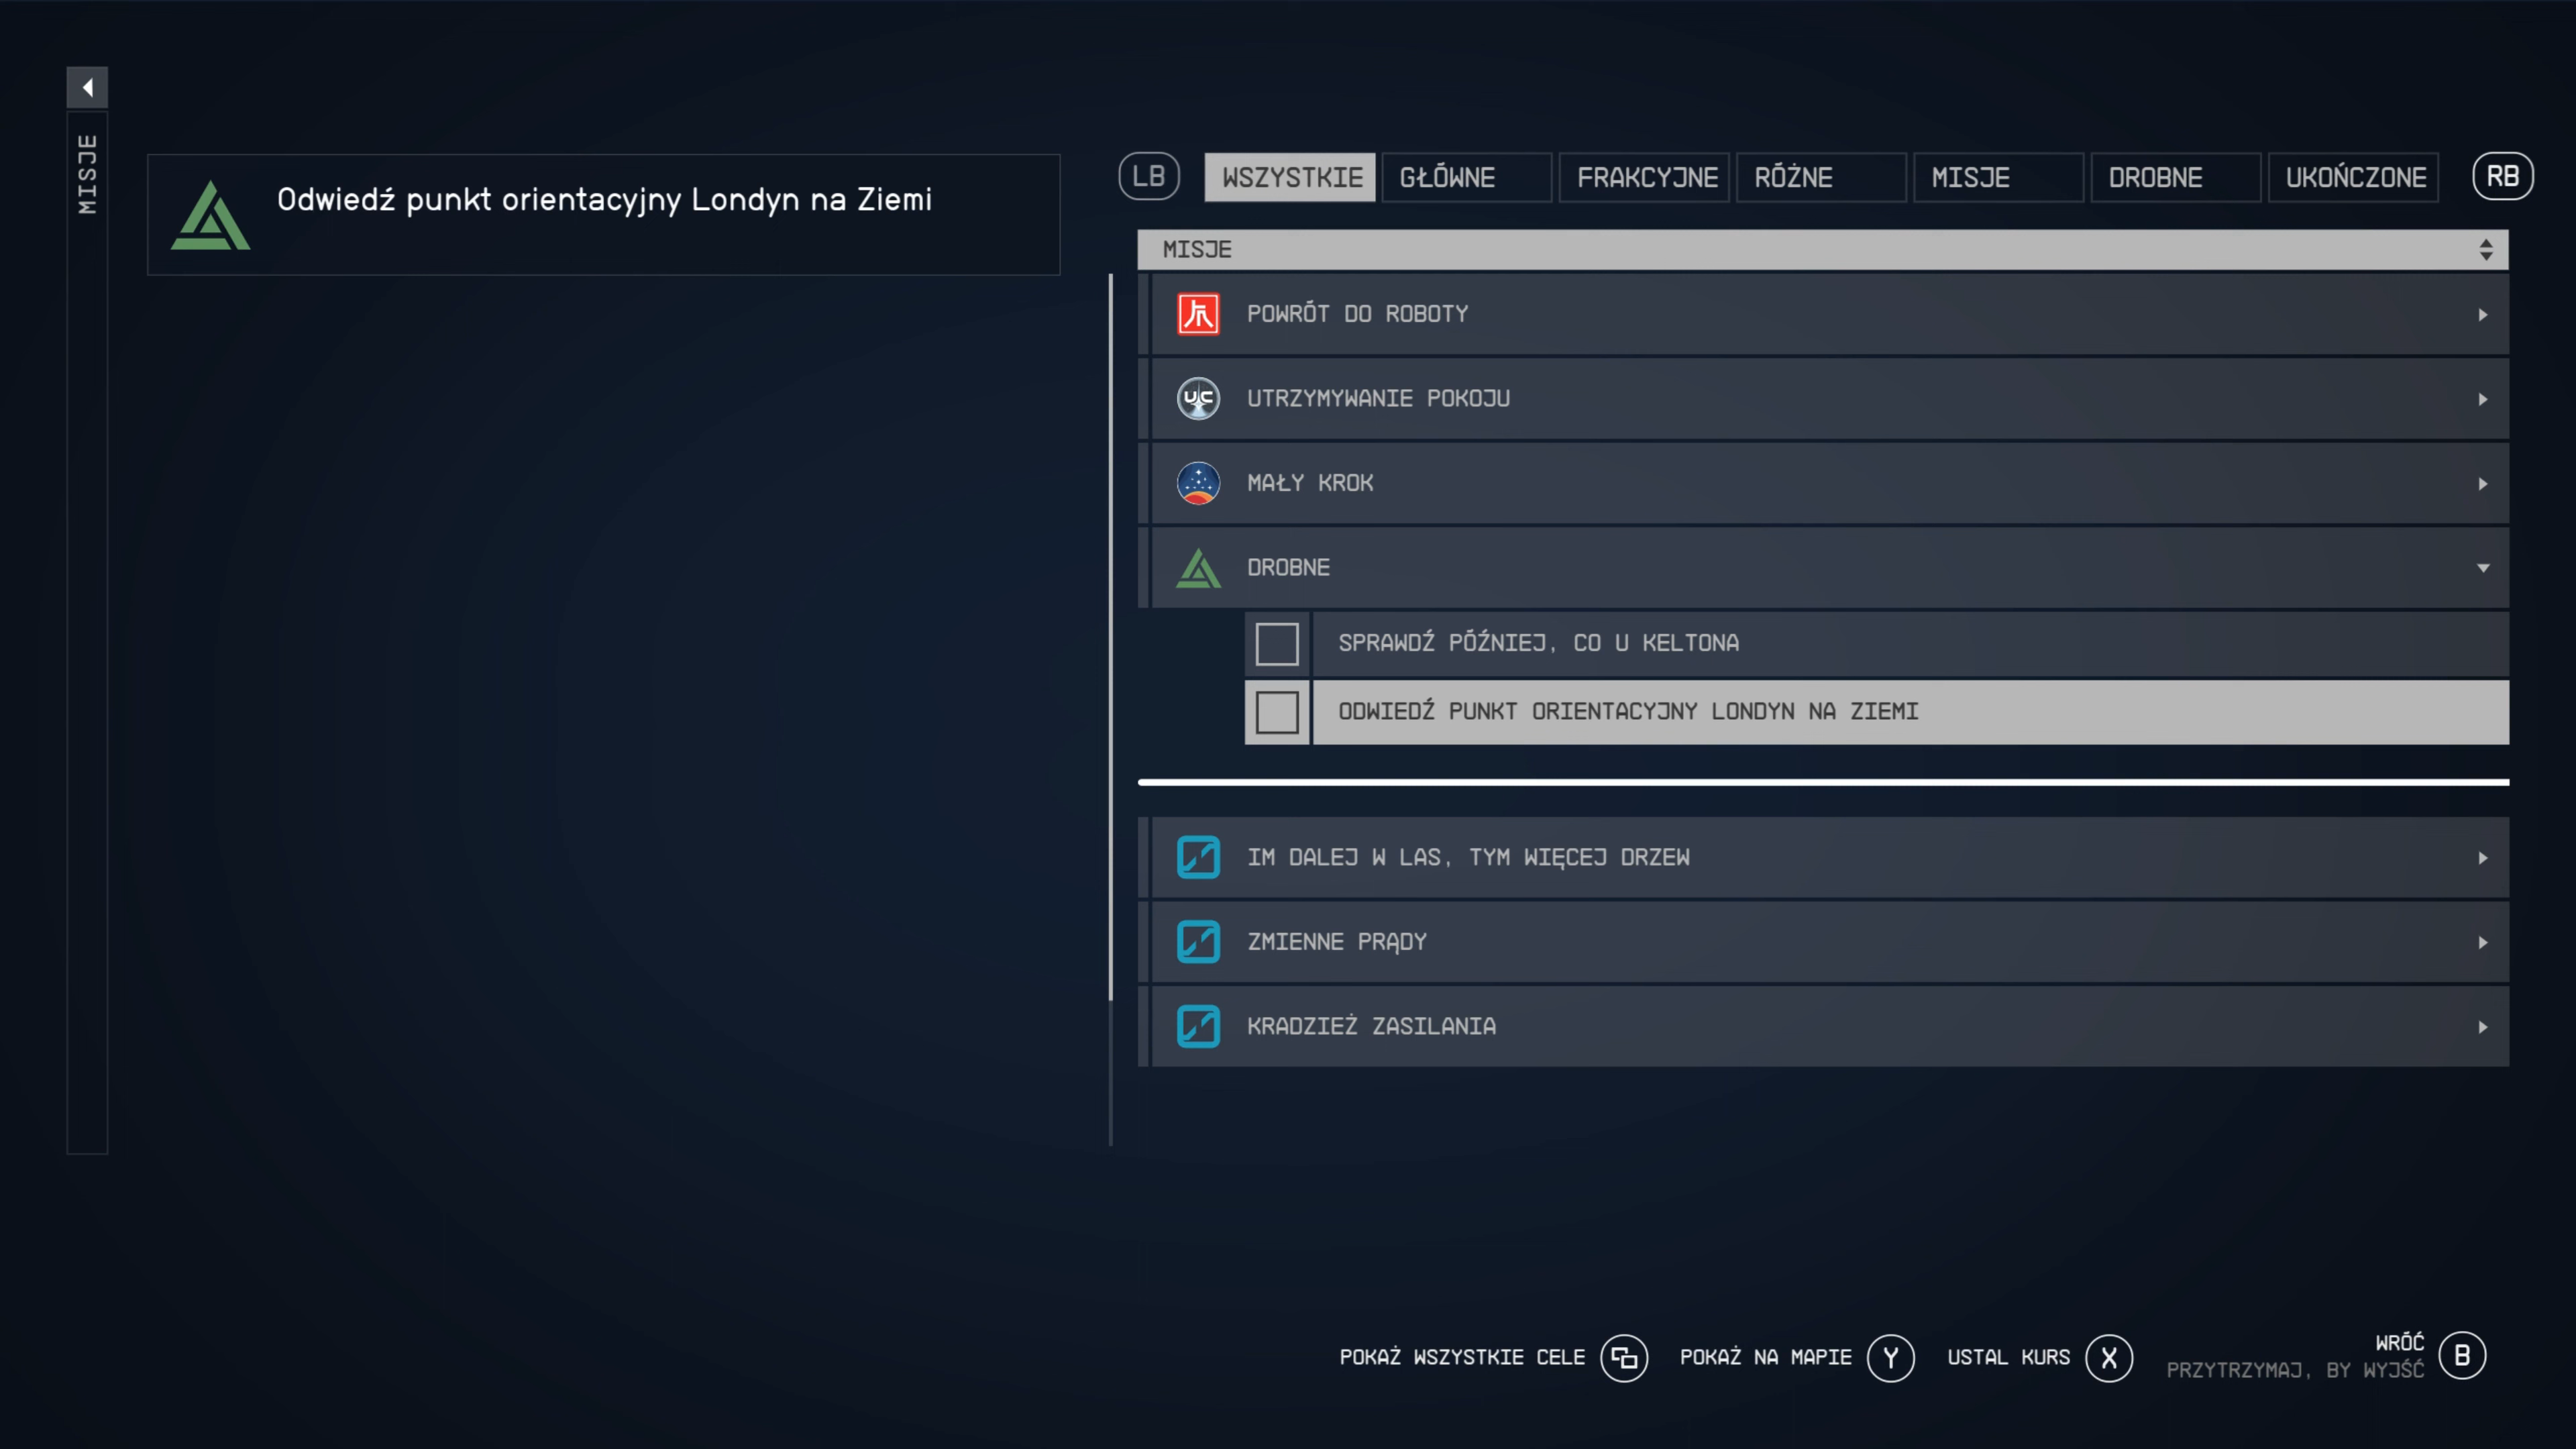 MISJE
Odwiedź punkt orientacyjny Londyn na Ziemi
LB
WSZYSTKIE
GŁÓWNE
FRAKCYJNE
RÓŻNE
MISJE
DROBNE
UKOŃCZONE
RB
MISJE
POWRÓT DO ROBOTY
UC
UTRZYMYWANIE POKOJU
MAŁY KROK
DROBNE
SPRAWDŹ PÓŹNIEJ, CO U KELTONA
ODWIEDŹ PUNKT ORIENTACYJNY LONDYN NA ZIEMI
IM DALEJ W LAS, TYM WIĘCEJ DRZEW
ZMIENNE PRĄDY
KRADZIEŻ ZASILANIA
POKAŻ WSZYSTKIE CELE
POKAŻ NA MAPIE Y
USTAL KURS X
WRÓĆ B
PRZYTRZYMAJ, BY WYJŚĆ